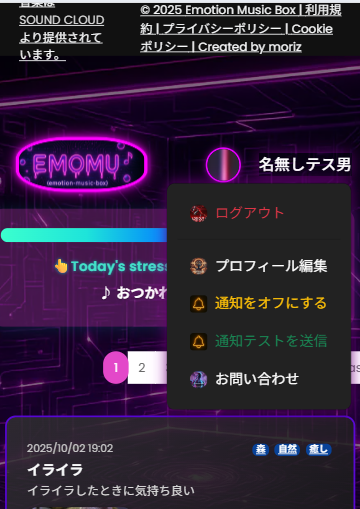 音楽は、
SOUND CLOUD
より提供されて
います。
© 2025 Emotion Music Box | 利用規
約 | プライバシーポリシー | Cookie
ポリシー | Created by moriz
EMOMU
(emotion-music-box)
名無しテス男
ログアウト
プロフィール編集
通知をオフにする
通知テストを送信
お問い合わせ
👆Today's stres
♪ おつか
1 2
as
2025/10/02 19:02
森 自然 癒し
イライラ
イライラしたときに気持ち良い